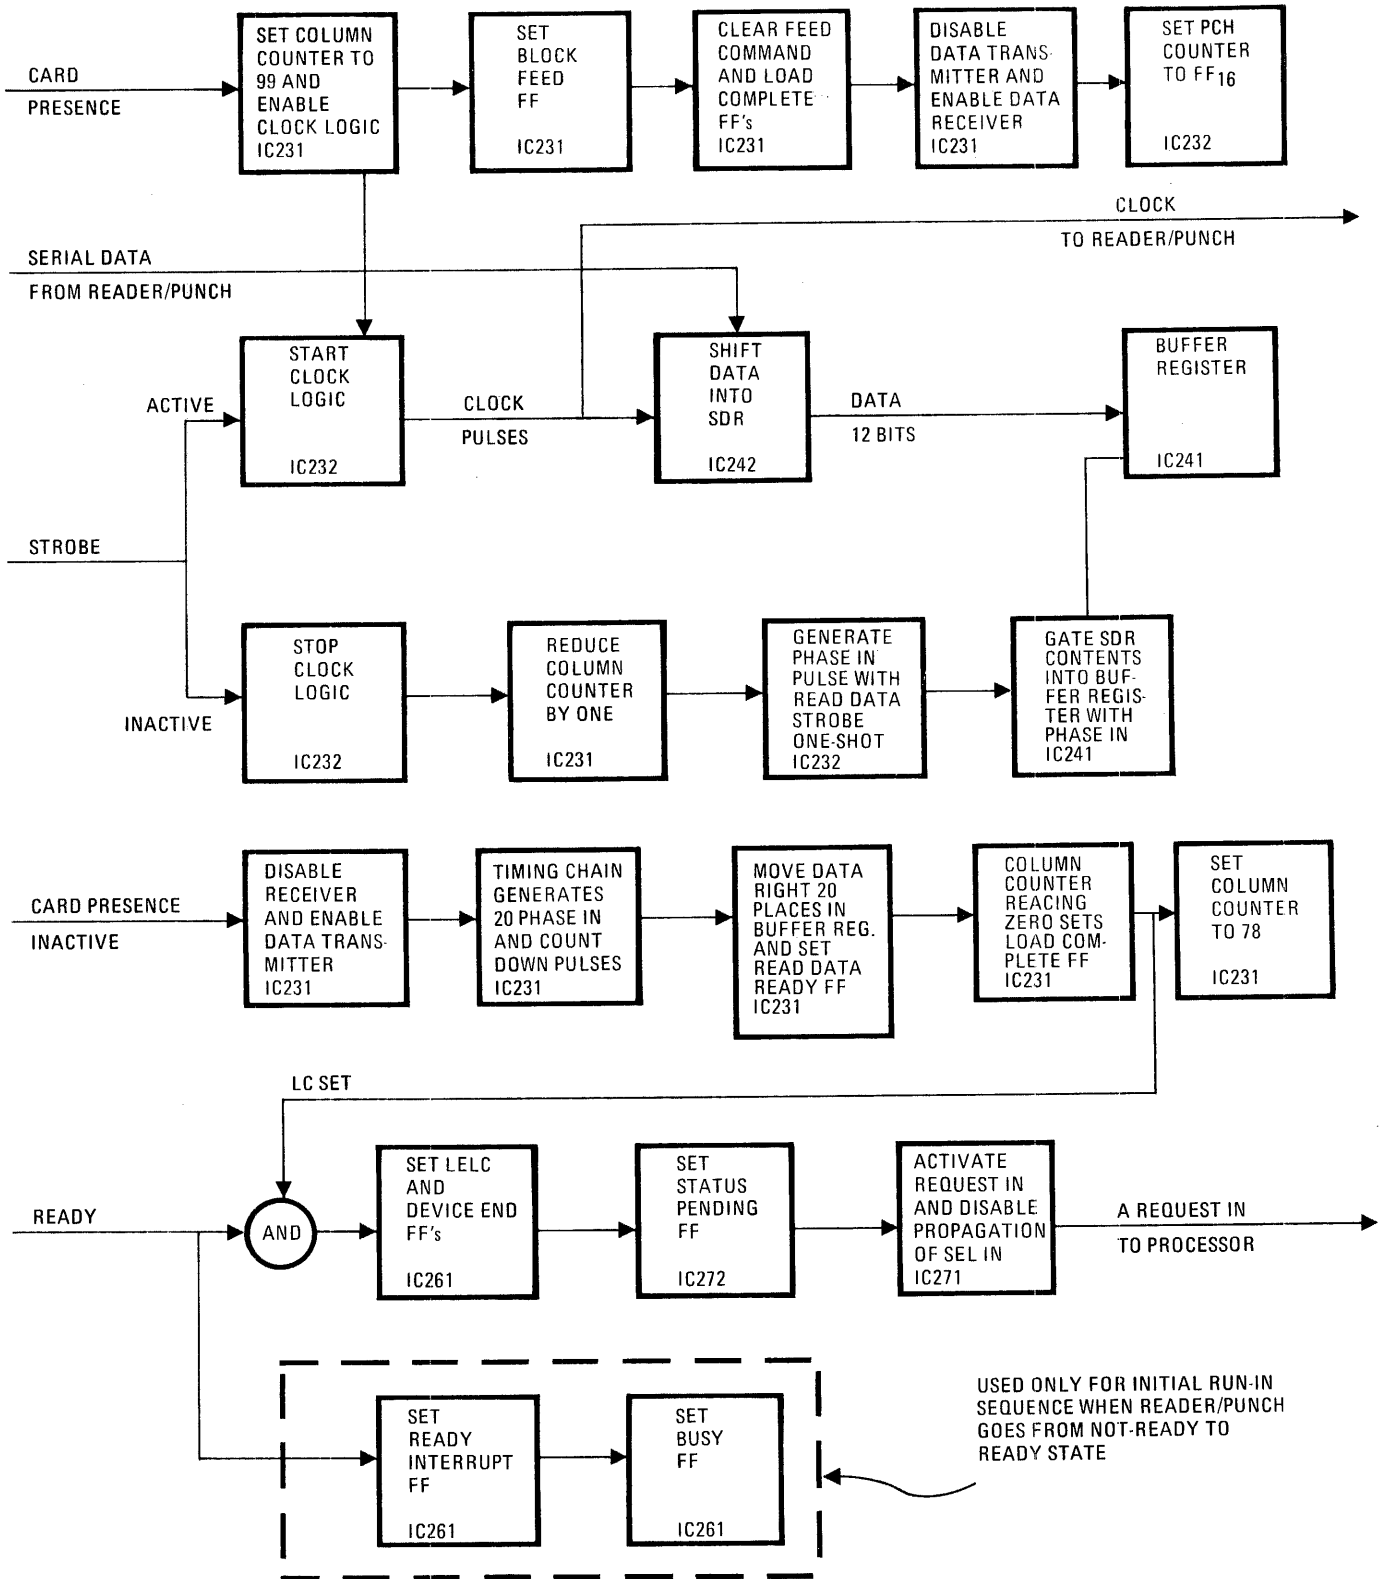 CARD
PRESENCE
SET COLUMN
COUNTER TO
99 AND
ENABLE
CLOCK LOGIC
IC231
SET
BLOCK
FEED
FF
IC231
CLEAR FEED
COMMAND
AND LOAD
COMPLETE
FF's
IC231
DISABLE
DATA TRANS-
MITTER AND
ENABLE DATA
RECEIVER
IC231
SET PCH
COUNTER
TO FF16
IC232
CLOCK
TO READER/PUNCH
SERIAL DATA
FROM READER/PUNCH
START
CLOCK
LOGIC
IC232
ACTIVE
CLOCK
PULSES
SHIFT
DATA
INTO
SDR
IC242
DATA
12 BITS
BUFFER
REGISTER
IC241
STROBE
INACTIVE
STOP
CLOCK
LOGIC
IC232
REDUCE
COLUMN
COUNTER
BY ONE
IC231
GENERATE
PHASE IN
PULSE WITH
READ DATA
STROBE
ONE-SHOT
IC232
GATE SDR
CONTENTS
INTO BUF-
FER REGIS-
TER WITH
PHASE IN
IC241
CARD PRESENCE
INACTIVE
DISABLE
RECEIVER
AND ENABLE
DATA TRANS-
MITTER
IC231
TIMING CHAIN
GENERATES
20 PHASE IN
AND COUNT
DOWN PULSES
IC231
MOVE DATA
RIGHT 20
PLACES IN
BUFFER REG.
AND SET
READ DATA
READY FF
IC231
COLUMN
COUNTER
REACING
ZERO SETS
LOAD COM-
PLETE FF
IC231
SET
COLUMN
COUNTER
TO 78
IC231
LC SET
READY
AND
SET LELC
AND
DEVICE END
FF's
IC261
SET
STATUS
PENDING
FF
IC272
ACTIVATE
REQUEST IN
AND DISABLE
PROPAGATION
OF SEL IN
IC271
A REQUEST IN
TO PROCESSOR
SET
READY
INTERRUPT
FF
IC261
SET
BUSY
FF
IC261
USED ONLY FOR INITIAL RUN-IN
SEQUENCE WHEN READER/PUNCH
GOES FROM NOT-READY TO
READY STATE